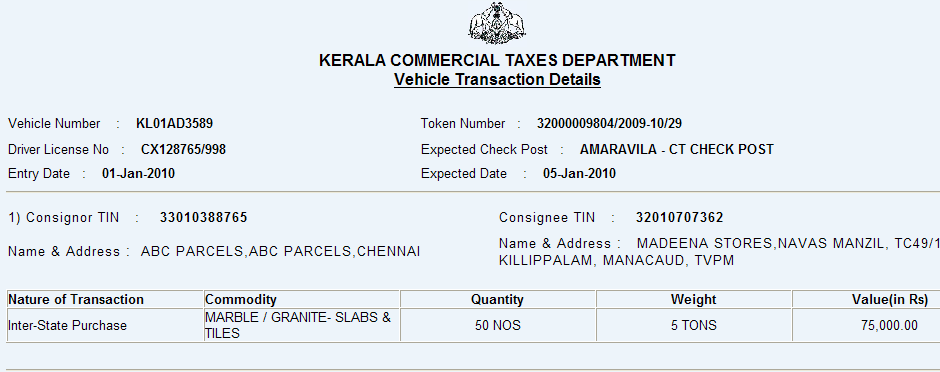 KERALA COMMERCIAL TAXES DEPARTMENT
Vehicle Transaction Details
Vehicle Number : KL01AD3589 Token Number : 32000009804/2009-10/29
Driver License No : CX128765/998 Expected Check Post : AMARAVILA - CT CHECK POST
Entry Date : 01-Jan-2010 Expected Date : 05-Jan-2010
1) Consignor TIN : 33010388765 Consignee TIN : 32010707362
Name & Address : ABC PARCELS,ABC PARCELS,CHENNAI
Name & Address : MADEENA STORES,NAVAS MANZIL, TC49/1
KILLIPPALAM, MANACAUD, TVPM
Nature of Transaction Commodity Quantity Weight Value(in Rs)
Inter-State Purchase MARBLE / GRANITE- SLABS & 50 NOS 5 TONS 75,000.00
TILES